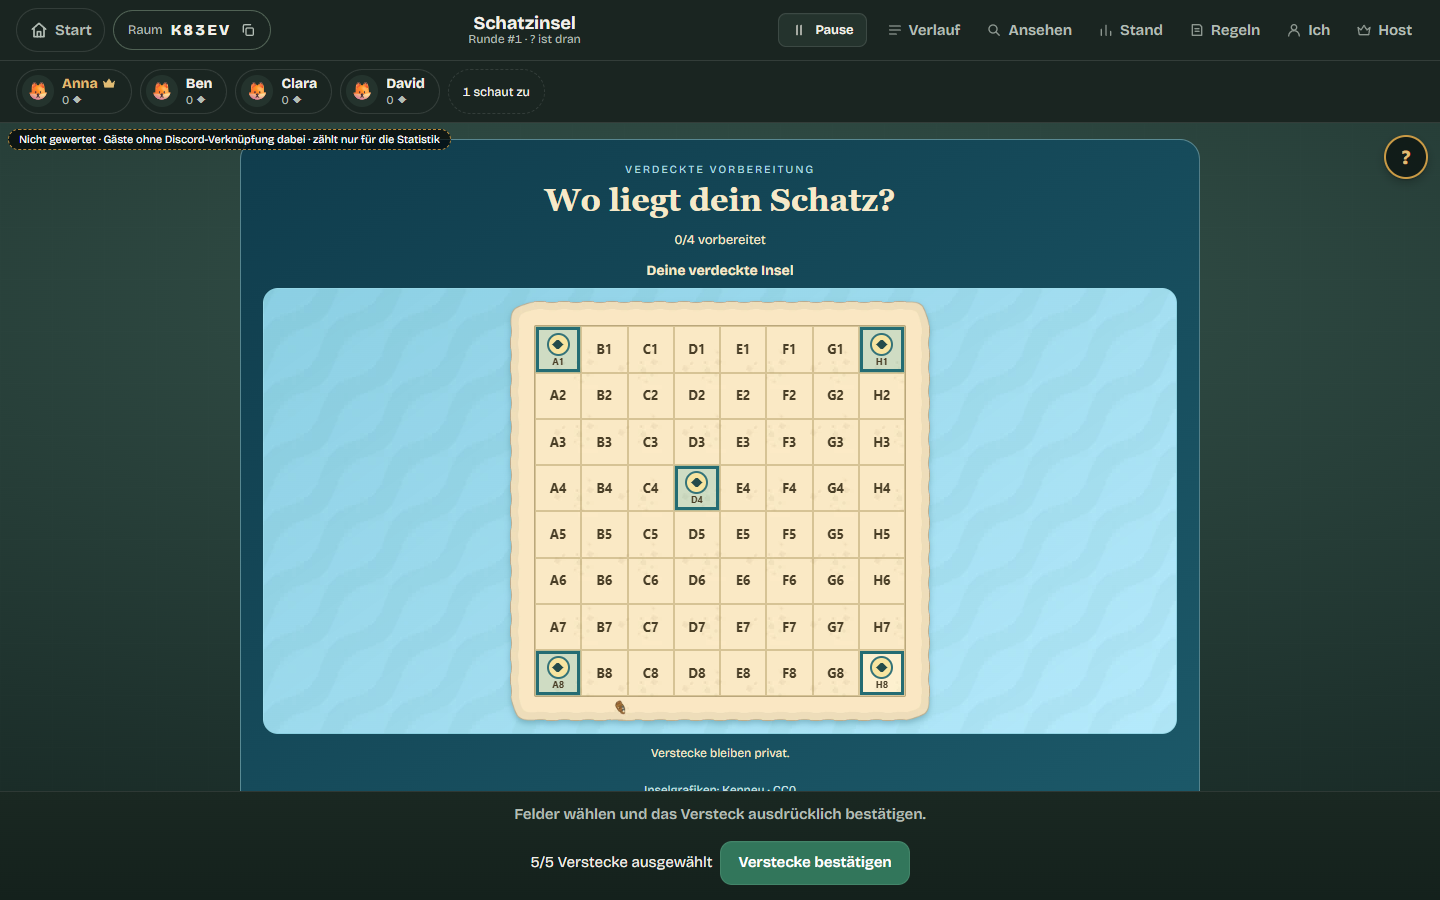 Start
Raum K83EV
Schatzinsel
Runde #1 · ? ist dran
Pause
Verlauf
Ansehen
Stand
Regeln
Ich
Host
Anna
0
Ben
0
Clara
0
David
0
1 schaut zu
Nicht gewertet · Gäste ohne Discord-Verknüpfung dabei · zählt nur für die Statistik
?
VERDECKTE VORBEREITUNG
Wo liegt dein Schatz?
0/4 vorbereitet
Deine verdeckte Insel
A1 B1 C1 D1 E1 F1 G1 H1
A2 B2 C2 D2 E2 F2 G2 H2
A3 B3 C3 D3 E3 F3 G3 H3
A4 B4 C4 D4 E4 F4 G4 H4
A5 B5 C5 D5 E5 F5 G5 H5
A6 B6 C6 D6 E6 F6 G6 H6
A7 B7 C7 D7 E7 F7 G7 H7
A8 B8 C8 D8 E8 F8 G8 H8
Verstecke bleiben privat.
Inselgrafiken: Kenney · CC0
Felder wählen und das Versteck ausdrücklich bestätigen.
5/5 Verstecke ausgewählt
Verstecke bestätigen